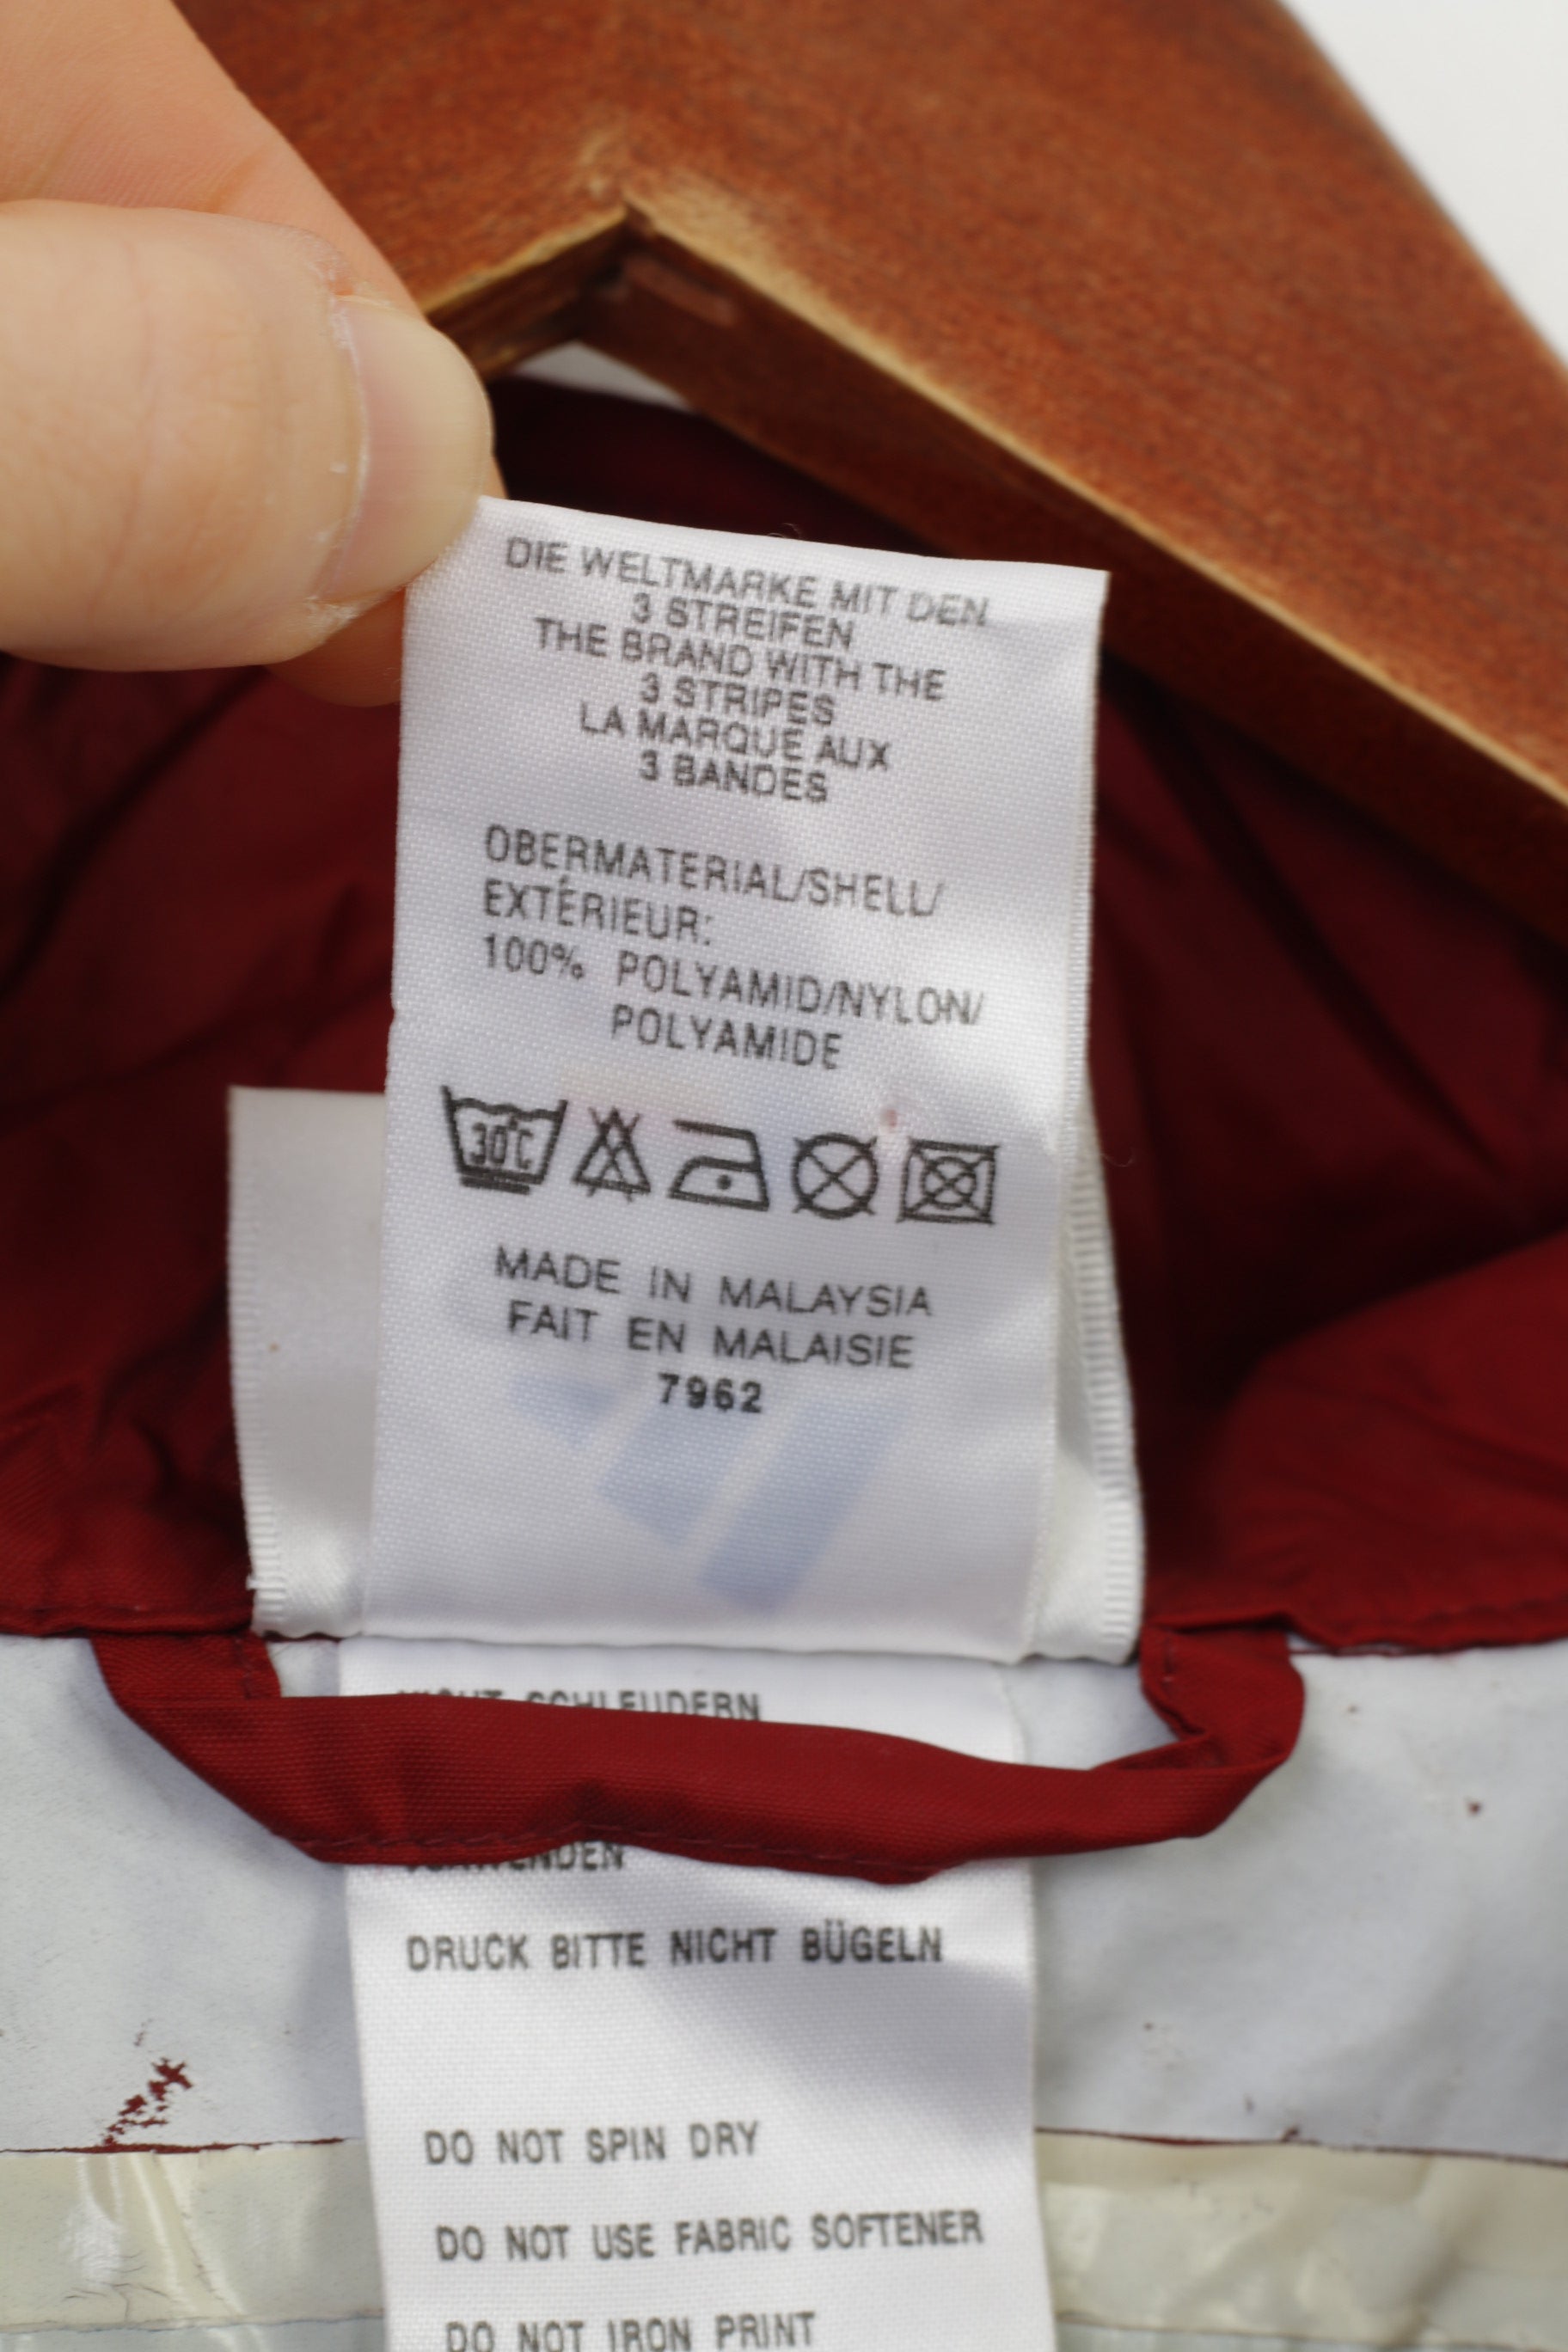 DIE WELTMARKE MIT DEN
3 STREIFEN
THE BRAND WITH THE
3 STRIPES
LA MARQUE AUX
3 BANDES
OBERMATERIAL/SHELL/
EXTÉRIEUR:
100% POLYAMID/NYLON/
POLYAMIDE
30°C
MADE IN MALAYSIA
FAIT EN MALAISIE
7962
NICHT SCHLEUDERN
DRUCK BITTE NICHT BÜGELN
DO NOT SPIN DRY
DO NOT USE FABRIC SOFTENER
DO NOT IRON PRINT